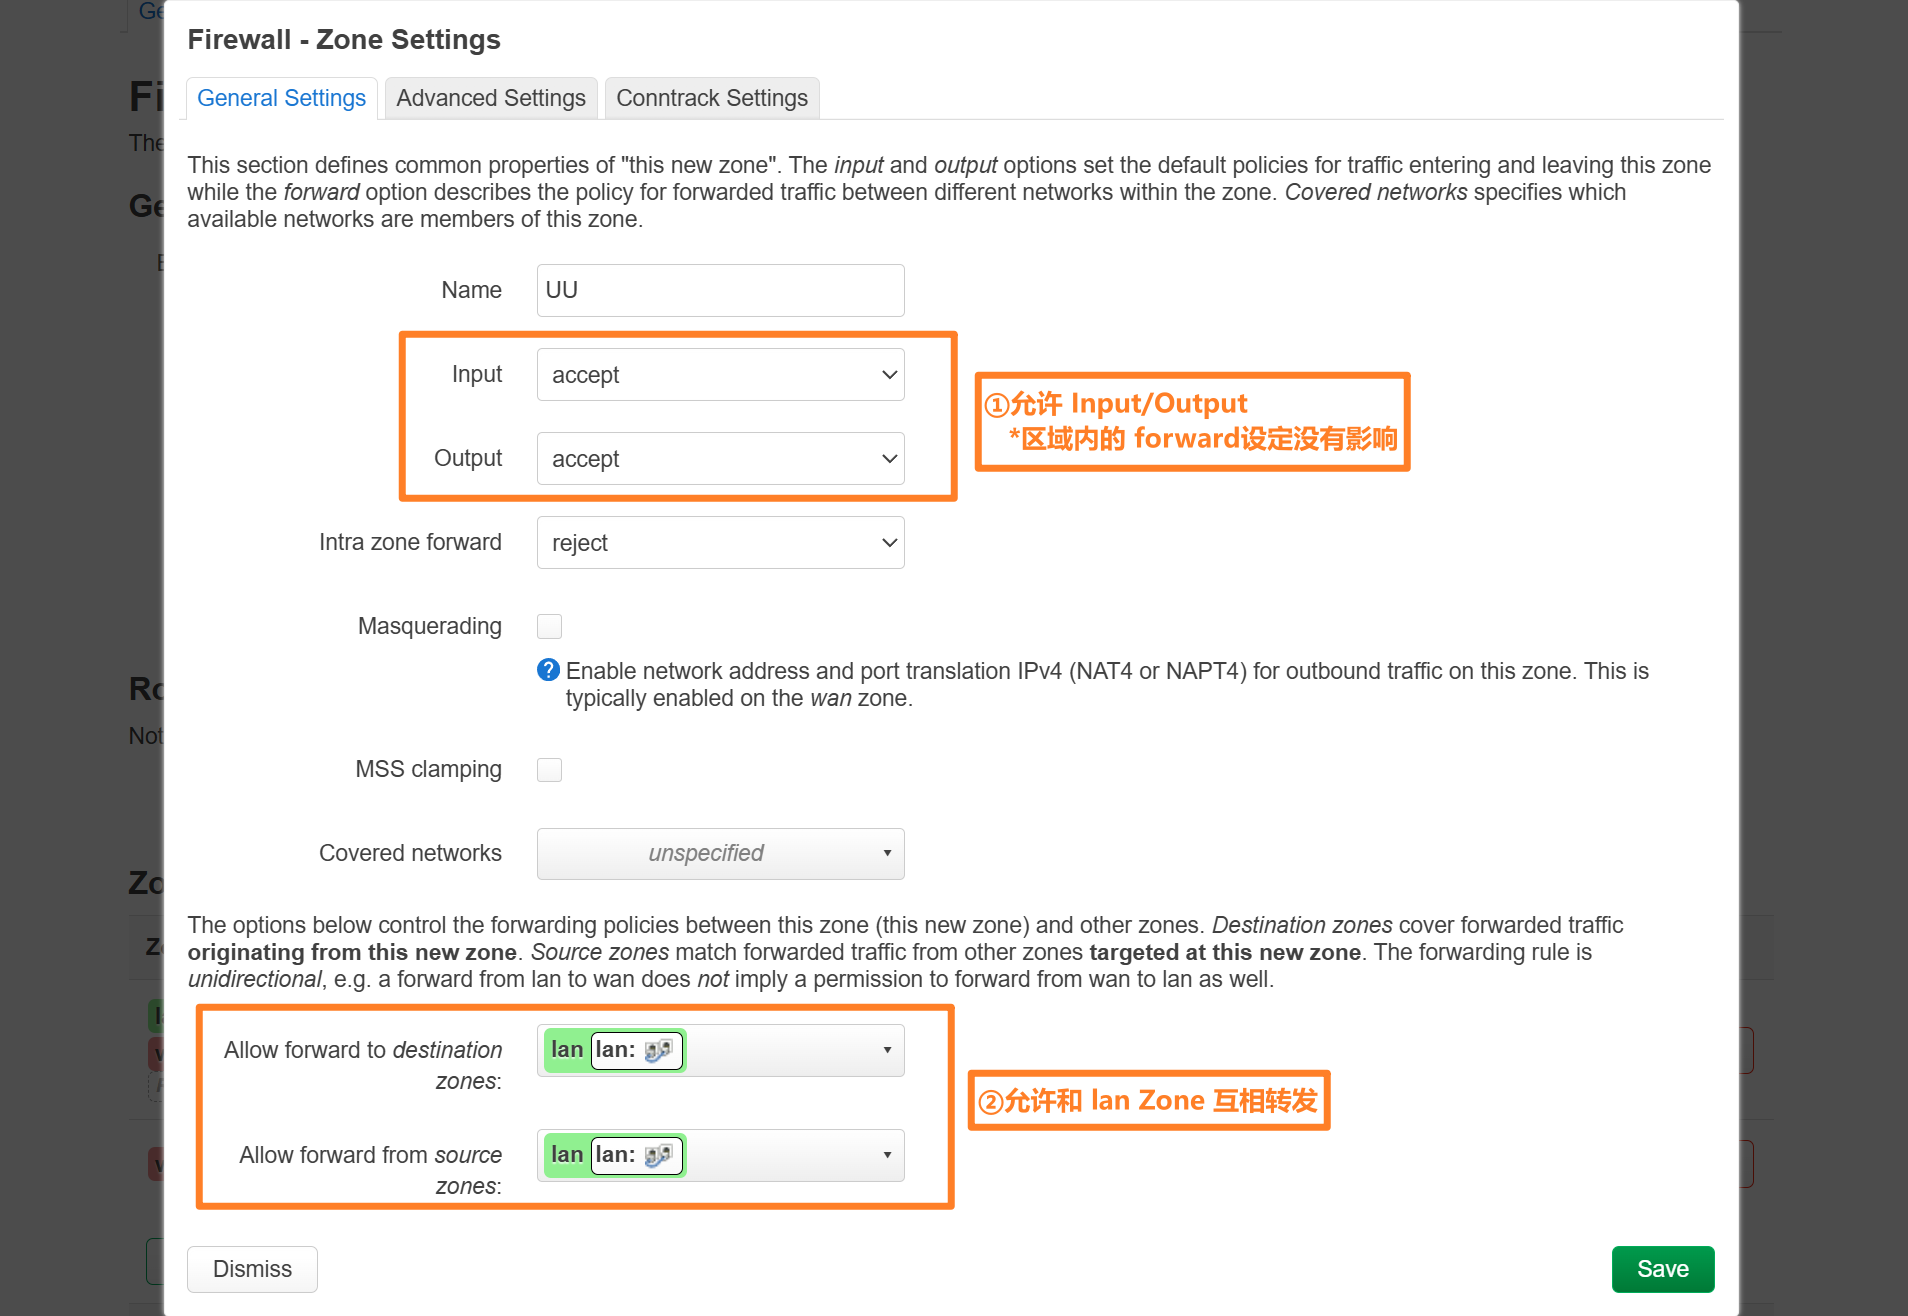 Firewall - Zone Settings
General Settings
Advanced Settings
Conntrack Settings
This section defines common properties of "this new zone". The input and output options set the default policies for traffic entering and leaving this zone
while the forward option describes the policy for forwarded traffic between different networks within the zone. Covered networks specifies which
available networks are members of this zone.
Name
UU
Input
accept
①允许 Input/Output
*区域内的 forward设定没有影响
Output
accept
Intra zone forward
reject
Masquerading
Enable network address and port translation IPv4 (NAT4 or NAPT4) for outbound traffic on this zone. This is
typically enabled on the wan zone.
MSS clamping
Covered networks
unspecified
The options below control the forwarding policies between this zone (this new zone) and other zones. Destination zones cover forwarded traffic
originating from this new zone. Source zones match forwarded traffic from other zones targeted at this new zone. The forwarding rule is
unidirectional, e.g. a forward from lan to wan does not imply a permission to forward from wan to lan as well.
Allow forward to destination
zones:
lan lan:
②允许和 lan Zone 互相转发
Allow forward from source
zones:
lan lan:
Dismiss
Save